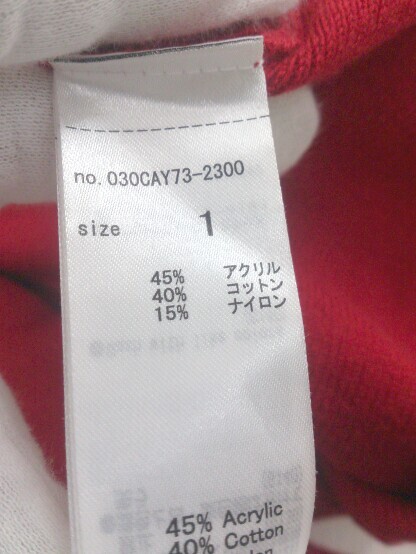 no. 030CAY73-2300
size 1
45% アクリル
40% コットン
15% ナイロン
45% Acrylic
40% Cotton